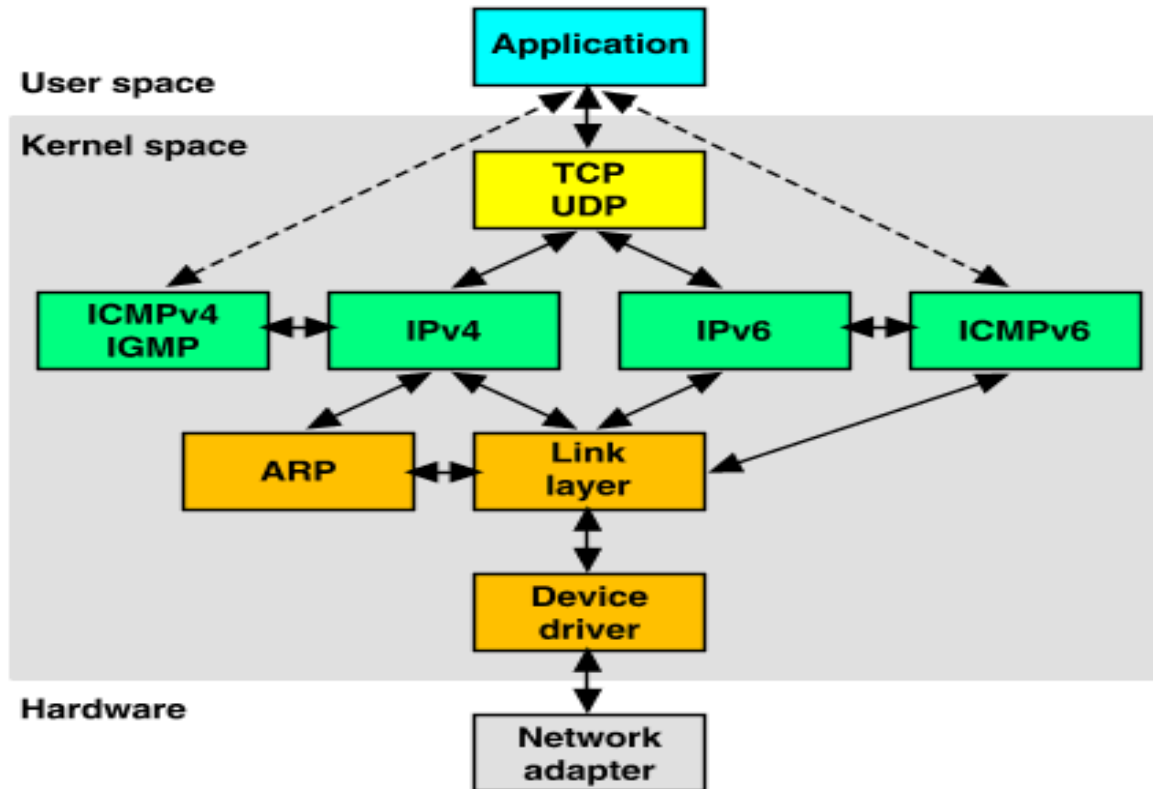 Application
User space
Kernel space
TCP
UDP
ICMPv4
IGMP
IPv4
IPv6
ICMPv6
ARP
Link
layer
Device
driver
Hardware
Network
adapter